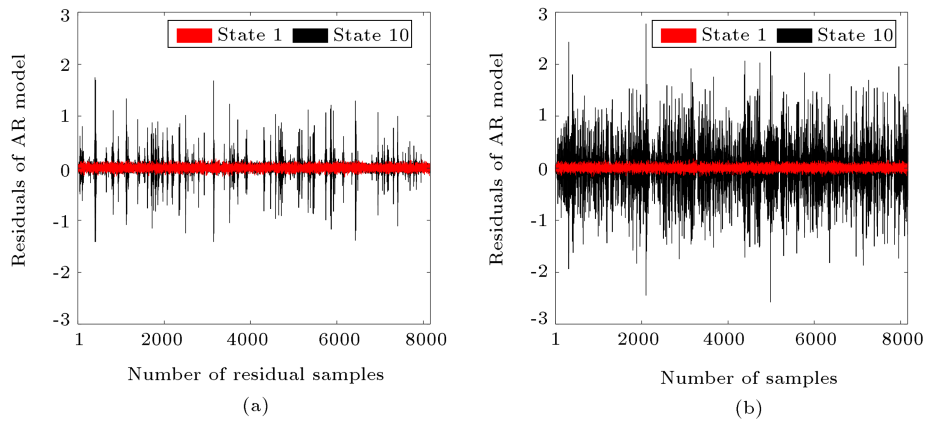 3
2
1
0
-1
-2
-3
Residuals of AR model
State 1 State 10
1 2000 4000 6000 8000
Number of residual samples
(a)
3
2
1
0
-1
-2
-3
Residuals of AR model
State 1 State 10
1 2000 4000 6000 8000
Number of samples
(b)